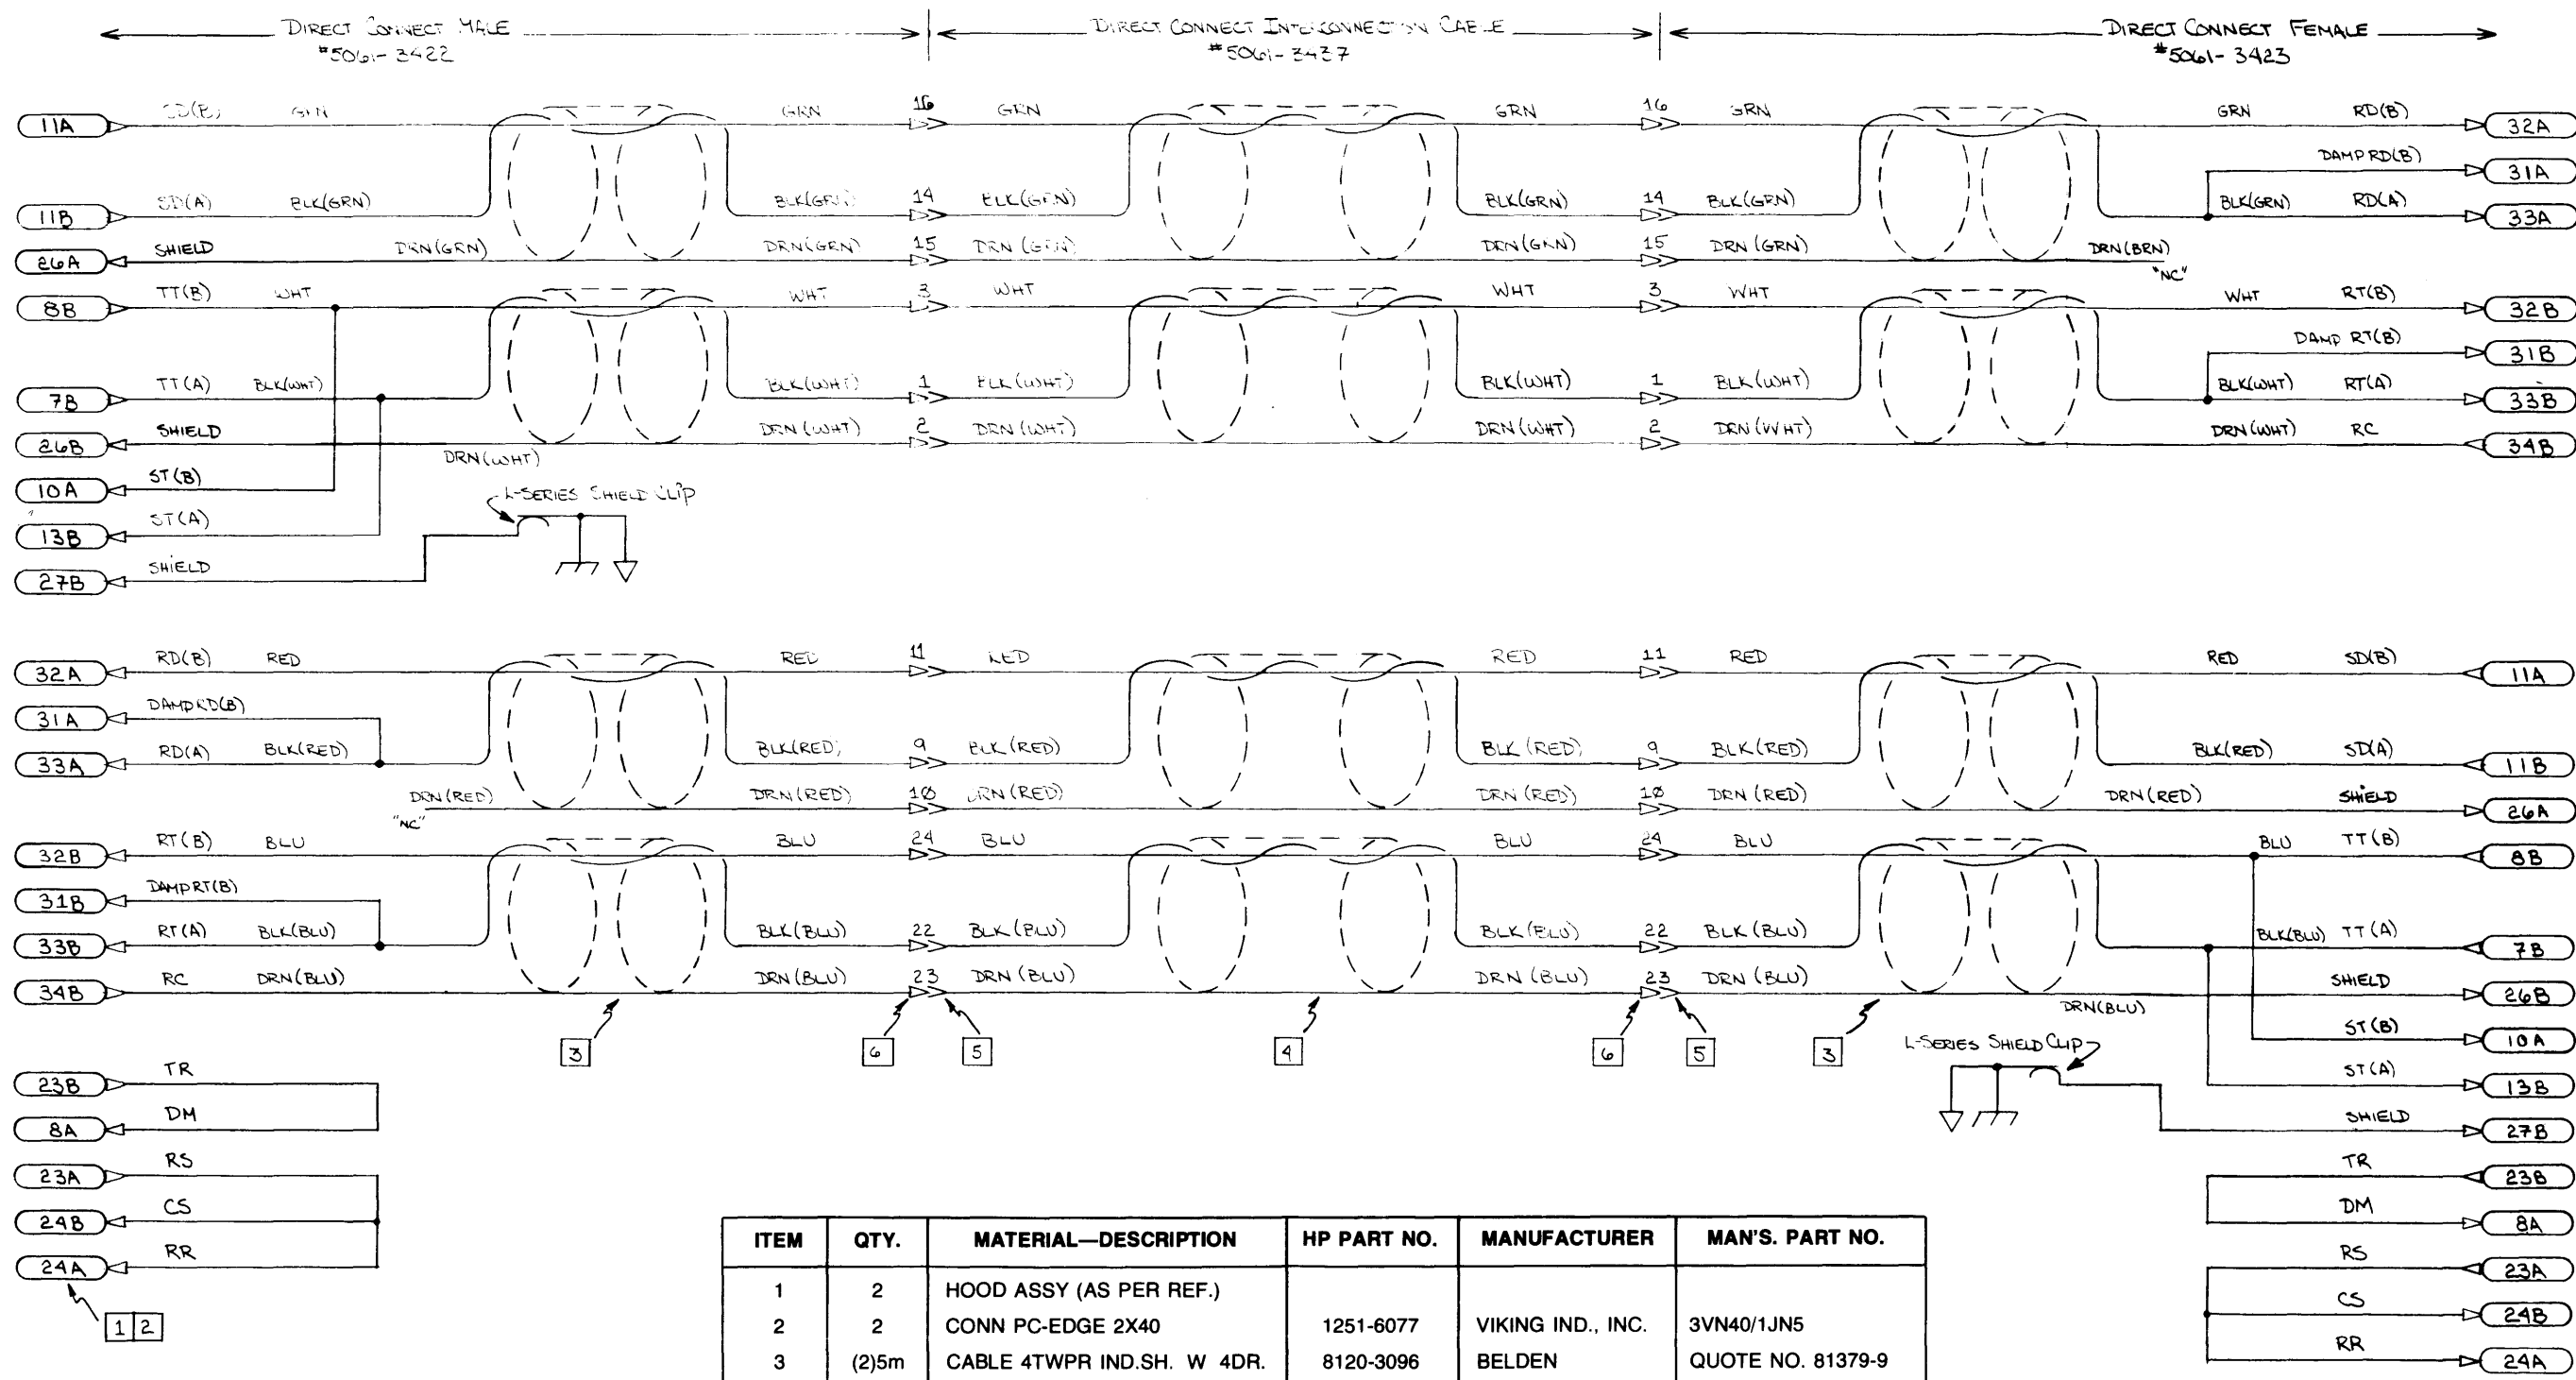 DIRECT CONNECT MALE
#5061-3422
DIRECT CONNECT INTERCONNECTION CABLE
#5061-3437
DIRECT CONNECT FEMALE
#5061-3423
11A SD(B) GRN GRN 16 GRN GRN 16 GRN GRN RD(B) 32A
DAMP RD(B) 31A
11B SD(A) BLK(GRN) BLK(GRN) 14 BLK(GRN) BLK(GRN) 14 BLK(GRN) BLK(GRN) RD(A) 33A
26A SHIELD DRN(GRN) DRN(GRN) 15 DRN(GRN) DRN(GRN) 15 DRN(GRN) DRN(BRN)
"NC"
8B TT(B) WHT WHT 3 WHT WHT 3 WHT WHT RT(B) 32B
DAMP RT(B) 31B
7B TT(A) BLK(WHT) BLK(WHT) 1 BLK(WHT) BLK(WHT) 1 BLK(WHT) BLK(WHT) RT(A) 33B
26B SHIELD DRN(WHT) DRN(WHT) 2 DRN(WHT) DRN(WHT) 2 DRN(WHT) DRN(WHT) RC 34B
10A ST(B)
L-SERIES SHIELD CLIP
13B ST(A)
27B SHIELD
32A RD(B) RED RED 11 RED RED 11 RED RED SD(B) 11A
31A DAMPRD(B)
33A RD(A) BLK(RED) BLK(RED) 9 BLK(RED) BLK(RED) 9 BLK(RED) BLK(RED) SD(A) 11B
DRN(RED) DRN(RED) 10 DRN(RED) DRN(RED) 10 DRN(RED) DRN(RED) SHIELD 26A
"NC"
32B RT(B) BLU BLU 24 BLU BLU 24 BLU BLU TT(B) 8B
31B DAMPRT(B)
33B RT(A) BLK(BLU) BLK(BLU) 22 BLK(BLU) BLK(BLU) 22 BLK(BLU) BLK(BLU) TT(A) 7B
34B RC DRN(BLU) DRN(BLU) 23 DRN(BLU) DRN(BLU) 23 DRN(BLU) DRN(BLU) SHIELD 26B
3 6 5 4 6 5 3
ST(B) 10A
L-SERIES SHIELD CLIP
ST(A) 13B
SHIELD 27B
23B TR
8A DM
23A RS
24B CS
24A RR
1 2
TR 23B
DM 8A
RS 23A
CS 24B
RR 24A
ITEM QTY. MATERIAL—DESCRIPTION HP PART NO. MANUFACTURER MAN'S. PART NO.
1 2 HOOD ASSY (AS PER REF.)
2 2 CONN PC-EDGE 2X40 1251-6077 VIKING IND., INC. 3VN40/1JN5
3 (2)5m CABLE 4TWPR IND.SH. W 4DR. 8120-3096 BELDEN QUOTE NO. 81379-9